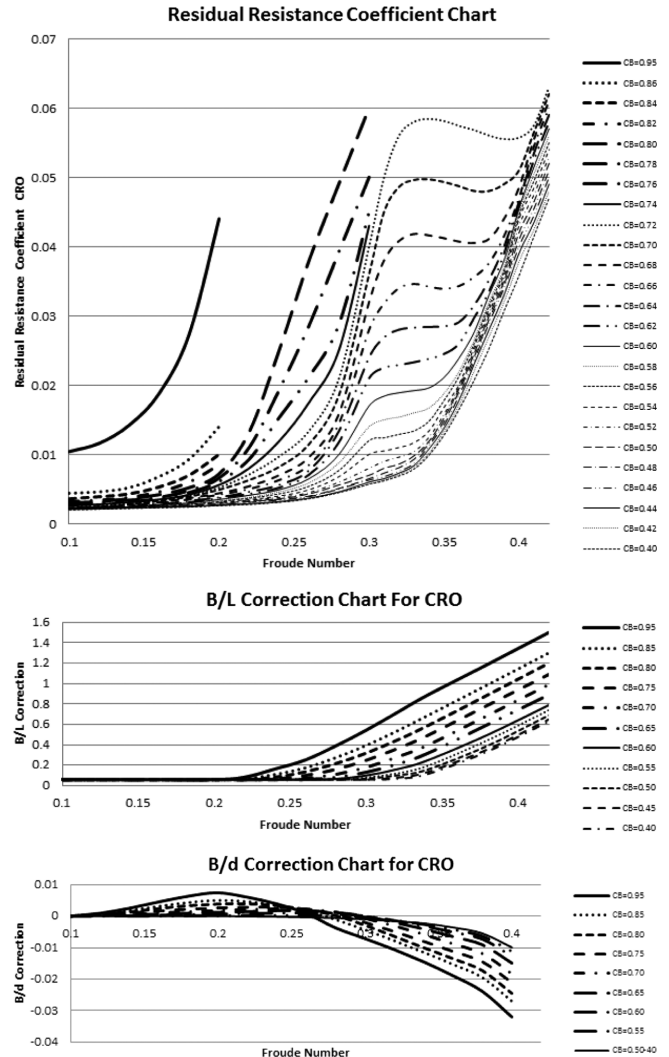 Residual Resistance Coefficient Chart
0.07
0.06
0.05
0.04
0.03
0.02
0.01
0
Residual Resistance Coefficient CRO
0.1
0.15
0.2
0.25
0.3
0.35
0.4
Froude Number
CB=0.95
CB=0.86
CB=0.84
CB=0.82
CB=0.80
CB=0.78
CB=0.76
CB=0.74
CB=0.72
CB=0.70
CB=0.68
CB=0.66
CB=0.64
CB=0.62
CB=0.60
CB=0.58
CB=0.56
CB=0.54
CB=0.52
CB=0.50
CB=0.48
CB=0.46
CB=0.44
CB=0.42
CB=0.40
B/L Correction Chart For CRO
1.6
1.4
1.2
1
0.8
0.6
0.4
0.2
0
B/L Correction
0.1
0.15
0.2
0.25
0.3
0.35
0.4
Froude Number
CB=0.95
CB=0.85
CB=0.80
CB=0.75
CB=0.70
CB=0.65
CB=0.60
CB=0.55
CB=0.50
CB=0.45
CB=0.40
B/d Correction Chart for CRO
0.01
0
-0.01
-0.02
-0.03
-0.04
B/d Correction
0.1
0.15
0.2
0.25
0.3
0.35
0.4
Froude Number
CB=0.95
CB=0.85
CB=0.80
CB=0.75
CB=0.70
CB=0.65
CB=0.60
CB=0.55
CB=0.50-40